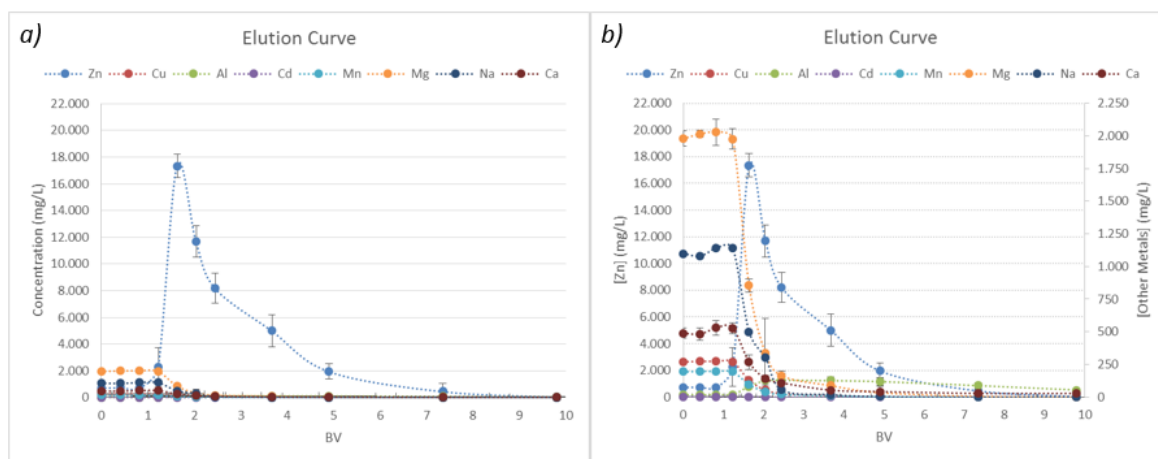 a)
Elution Curve
Zn Cu Al Cd Mn Mg Na Ca
22.000
20.000
18.000
16.000
14.000
12.000
10.000
8.000
6.000
4.000
2.000
0
Concentration (mg/L)
0 1 2 3 4 5 6 7 8 9 10
BV
b)
Elution Curve
Zn Cu Al Cd Mn Mg Na Ca
22.000
20.000
18.000
16.000
14.000
12.000
10.000
8.000
6.000
4.000
2.000
0
[Zn] (mg/L)
2.250
2.000
1.750
1.500
1.250
1.000
750
500
250
0
[Other Metals] (mg/L)
0 1 2 3 4 5 6 7 8 9 10
BV